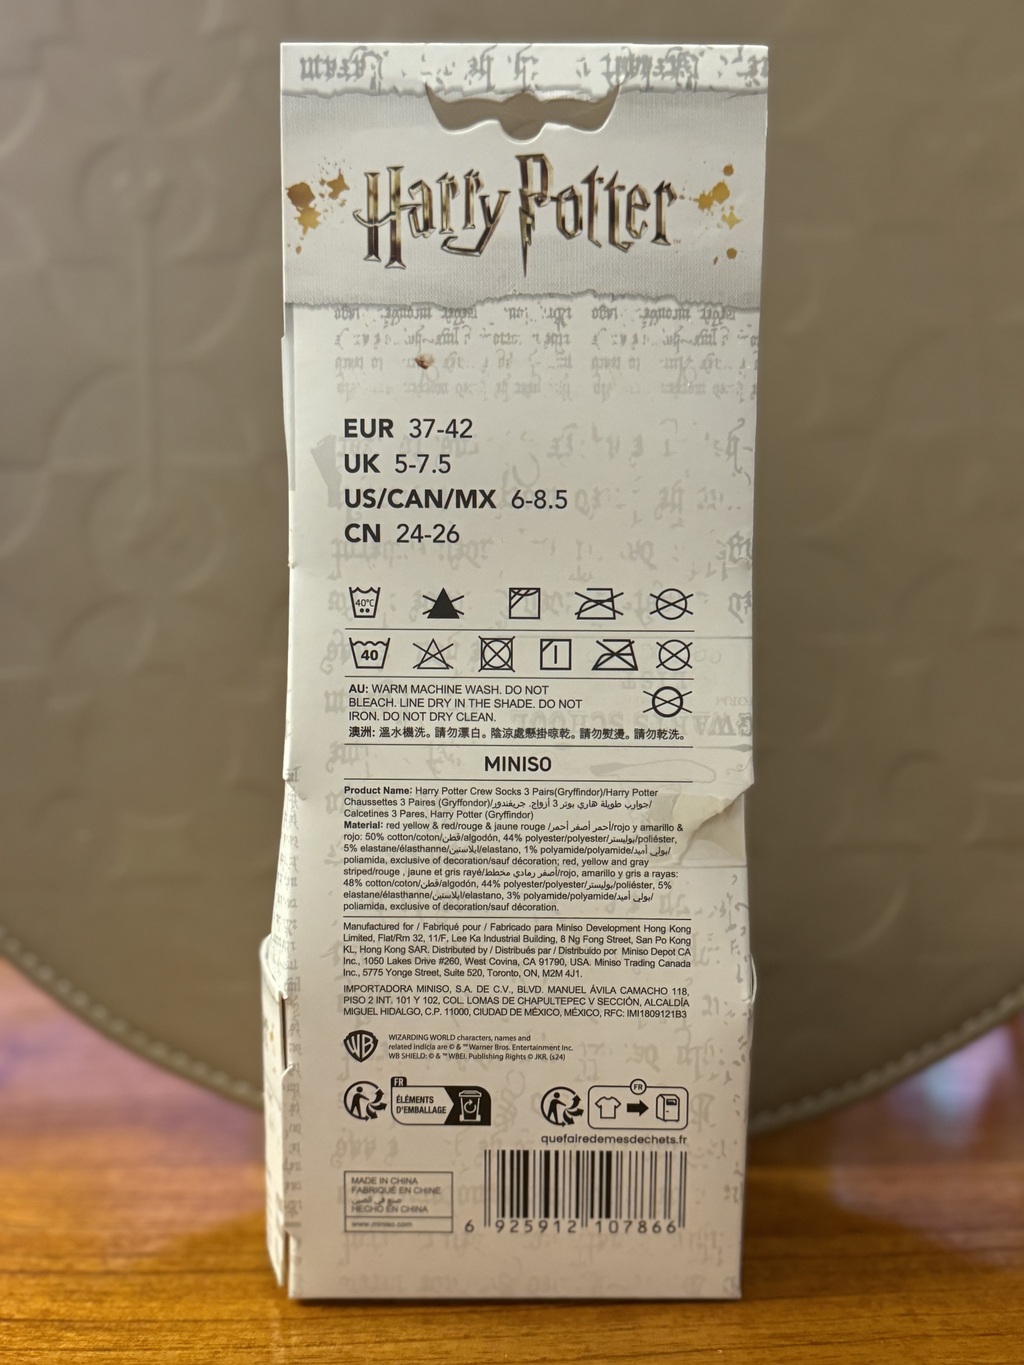 Harry Potter
EUR 37-42
UK 5-7.5
US/CAN/MX 6-8.5
CN 24-26
40°C
40
AU: WARM MACHINE WASH. DO NOT
BLEACH. LINE DRY IN THE SHADE. DO NOT
IRON. DO NOT DRY CLEAN.
澳洲: 溫水機洗。請勿漂白。陰涼處懸掛晾乾。請勿熨燙。請勿乾洗。
MINISO
Product Name: Harry Potter Crew Socks 3 Pairs(Gryffindor)/Harry Potter
Chaussettes 3 Paires (Gryffondor)/جوارب طويلة هاري بوتر 3 أزواج. جريفندور/
Calcetines 3 Pares, Harry Potter (Gryffindor)
Material: red yellow & red/rouge & jaune rouge /أحمر أصفر أحمر/rojo y amarillo &
rojo: 50% cotton/coton/قطن/algodón, 44% polyester/polyester/بوليستر/poliéster,
5% elastane/élasthanne/إيلاستين/elastano, 1% polyamide/polyamide/بولي أميد/
poliamida, exclusive of decoration/sauf décoration; red, yellow and gray
striped/rouge , jaune et gris rayé/أصفر رمادي مخطط/rojo, amarillo y gris a rayas:
48% cotton/coton/قطن/algodón, 44% polyester/polyester/بوليستر/poliéster, 5%
elastane/élasthanne/إيلاستين/elastano, 3% polyamide/polyamide/بولي أميد/
poliamida, exclusive of decoration/sauf décoration.
Manufactured for / Fabriqué pour / Fabricado para Miniso Development Hong Kong
Limited, Flat/Rm 32, 11/F, Lee Ka Industrial Building, 8 Ng Fong Street, San Po Kong
KL, Hong Kong SAR. Distributed by / Distribués par / Distribuido por Miniso Depot CA
Inc., 1050 Lakes Drive #260, West Covina, CA 91790, USA. Miniso Trading Canada
Inc., 5775 Yonge Street, Suite 520, Toronto, ON, M2M 4J1.
IMPORTADORA MINISO, S.A. DE C.V., BLVD. MANUEL ÁVILA CAMACHO 118,
PISO 2 INT. 101 Y 102, COL. LOMAS DE CHAPULTEPEC V SECCIÓN, ALCALDÍA
MIGUEL HIDALGO, C.P. 11000, CIUDAD DE MÉXICO, MÉXICO, RFC: IMI1809121B3
WB
WIZARDING WORLD characters, names and
related indicia are © & ™ Warner Bros. Entertainment Inc.
WB SHIELD: © & ™ WBEI. Publishing Rights © JKR. (s24)
FR
ÉLÉMENTS
D'EMBALLAGE
FR
quefairedemesdechets.fr
MADE IN CHINA
FABRIQUÉ EN CHINE
صنع في الصين
HECHO EN CHINA
www.miniso.com
6 925912 107866